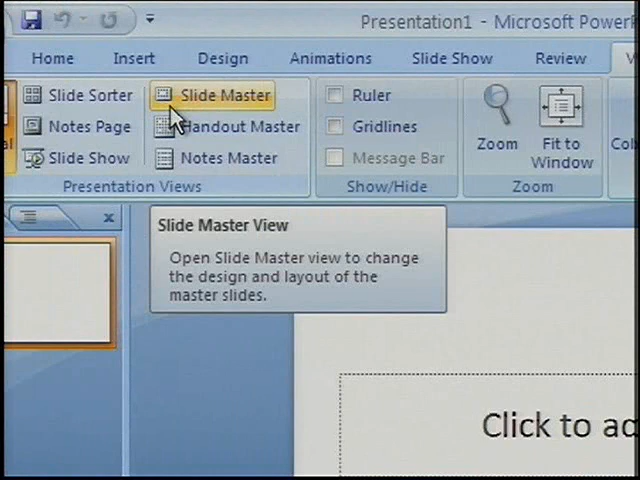 Presentation1 - Microsoft PowerP
Home Insert Design Animations Slide Show Review
Slide Sorter Slide Master Ruler
Notes Page Handout Master Gridlines Zoom Fit to
Slide Show Notes Master Message Bar Window
Presentation Views Show/Hide Zoom
Slide Master View
Open Slide Master view to change
the design and layout of the
master slides.
Click to ad